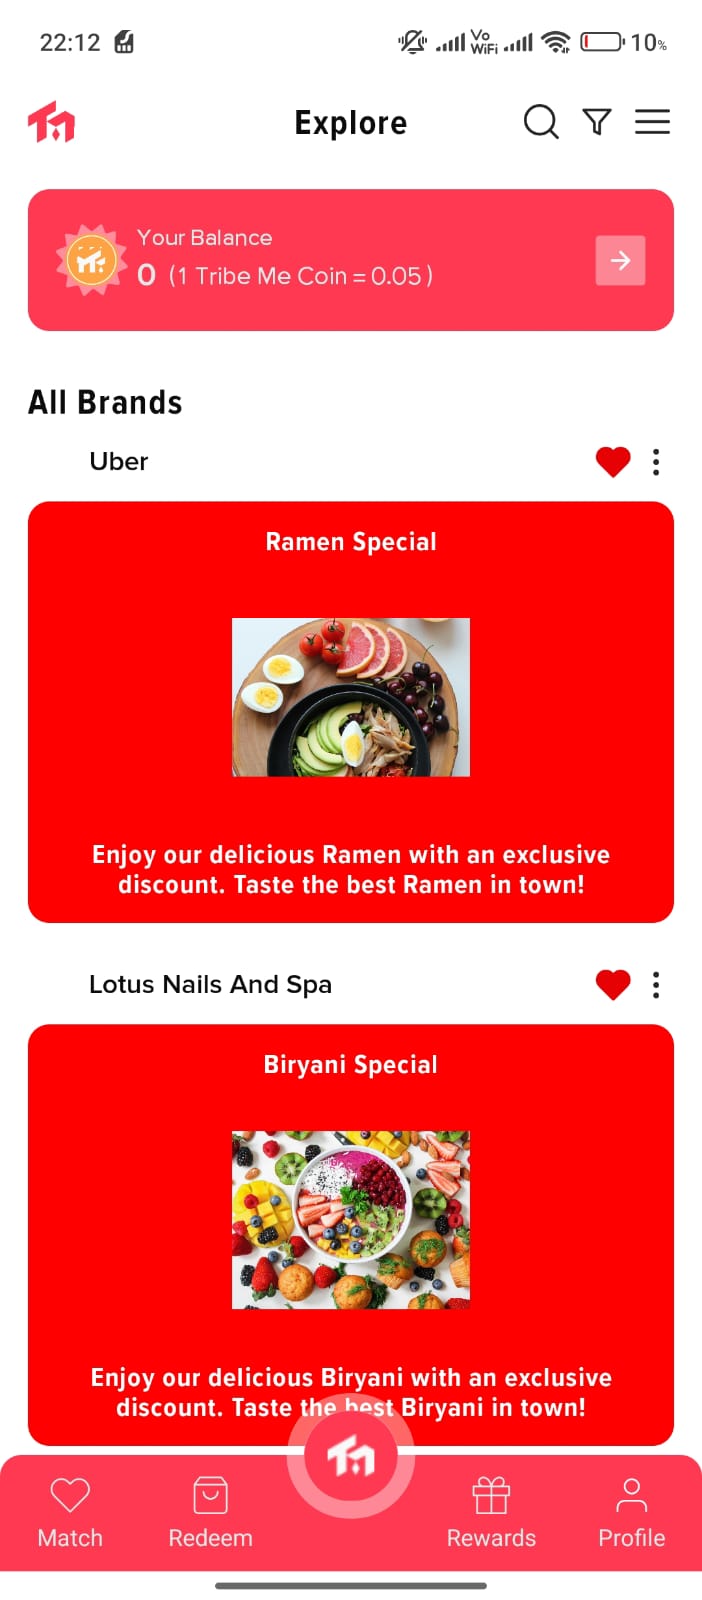 22:12
Vo
WiFi
10%
Explore
Your Balance
0 (1 Tribe Me Coin = 0.05 )
All Brands
Uber
Ramen Special
Enjoy our delicious Ramen with an exclusive
discount. Taste the best Ramen in town!
Lotus Nails And Spa
Biryani Special
Enjoy our delicious Biryani with an exclusive
discount. Taste the best Biryani in town!
Match
Redeem
Rewards
Profile